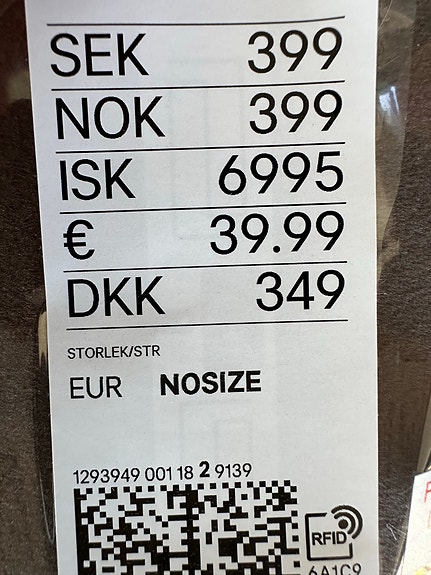 SEK 399
NOK 399
ISK 6995
€ 39.99
DKK 349
STORLEK/STR
EUR NOSIZE
1293949 001 18 2 9139
RFID
6A1C9